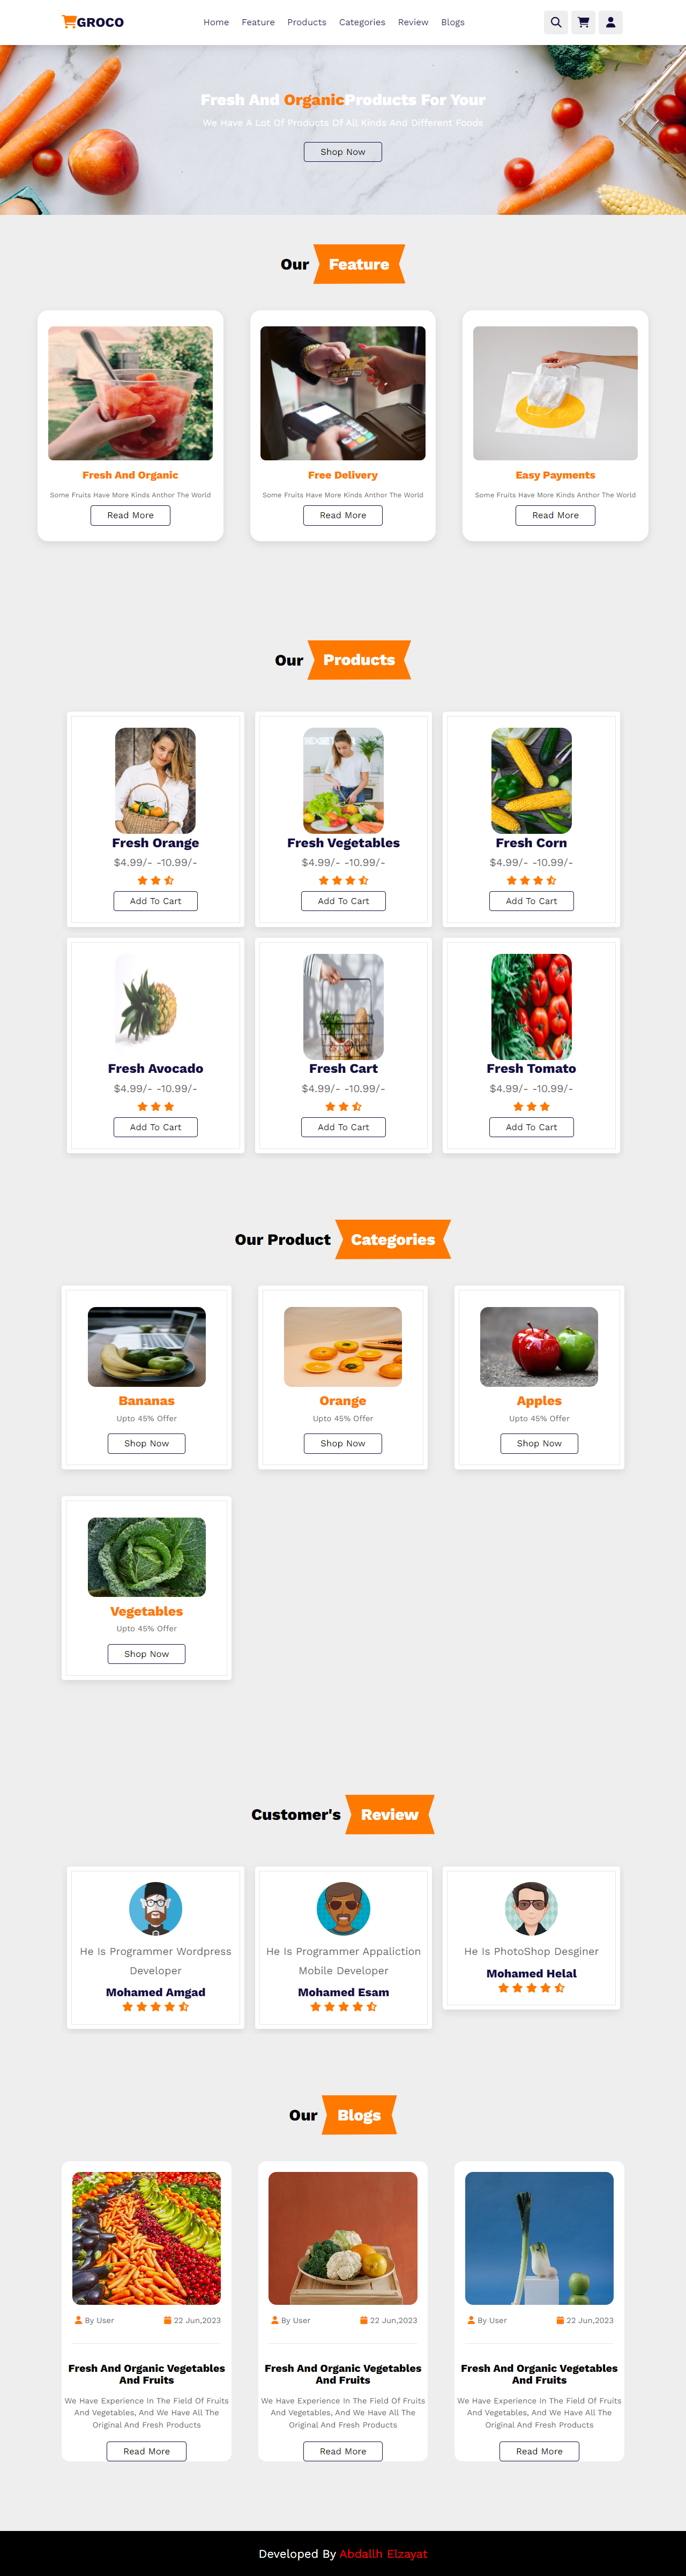 GROCO
Home Feature Products Categories Review Blogs
Fresh And OrganicProducts For Your
We Have A Lot Of Products Of All Kinds And Different Foods
Shop Now
Our Feature
Fresh And Organic
Some Fruits Have More Kinds Anthor The World
Read More
Free Delivery
Some Fruits Have More Kinds Anthor The World
Read More
Easy Payments
Some Fruits Have More Kinds Anthor The World
Read More
Our Products
Fresh Orange
$4.99/- -10.99/-
Add To Cart
Fresh Vegetables
$4.99/- -10.99/-
Add To Cart
Fresh Corn
$4.99/- -10.99/-
Add To Cart
Fresh Avocado
$4.99/- -10.99/-
Add To Cart
Fresh Cart
$4.99/- -10.99/-
Add To Cart
Fresh Tomato
$4.99/- -10.99/-
Add To Cart
Our Product Categories
Bananas
Upto 45% Offer
Shop Now
Orange
Upto 45% Offer
Shop Now
Apples
Upto 45% Offer
Shop Now
Vegetables
Upto 45% Offer
Shop Now
Customer's Review
He Is Programmer Wordpress
Developer
Mohamed Amgad
He Is Programmer Appaliction
Mobile Developer
Mohamed Esam
He Is PhotoShop Desginer
Mohamed Helal
Our Blogs
By User 22 Jun,2023
Fresh And Organic Vegetables
And Fruits
We Have Experience In The Field Of Fruits
And Vegetables, And We Have All The
Original And Fresh Products
Read More
By User 22 Jun,2023
Fresh And Organic Vegetables
And Fruits
We Have Experience In The Field Of Fruits
And Vegetables, And We Have All The
Original And Fresh Products
Read More
By User 22 Jun,2023
Fresh And Organic Vegetables
And Fruits
We Have Experience In The Field Of Fruits
And Vegetables, And We Have All The
Original And Fresh Products
Read More
Developed By Abdallh Elzayat